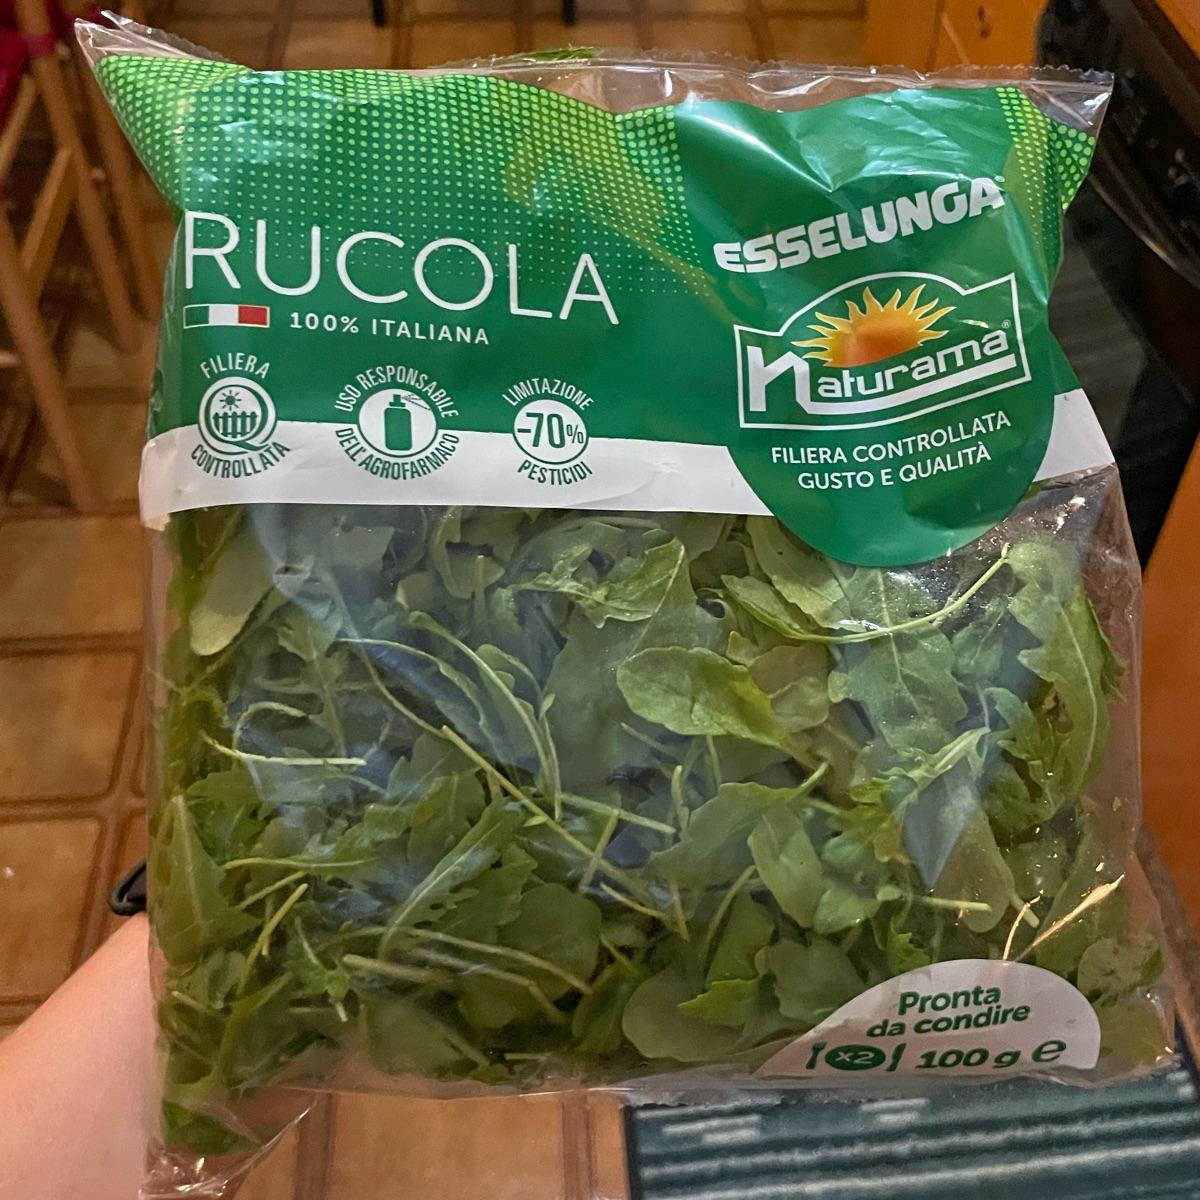 RUCOLA
100% ITALIANA
FILIERA
CONTROLLATA
USO RESPONSABILE
DELL'AGROFARMACO
LIMITAZIONE
-70%
PESTICIDI
ESSELUNGA®
Naturama®
FILIERA CONTROLLATA
GUSTO E QUALITÀ
Pronta
da condire
x2 100 g ℮